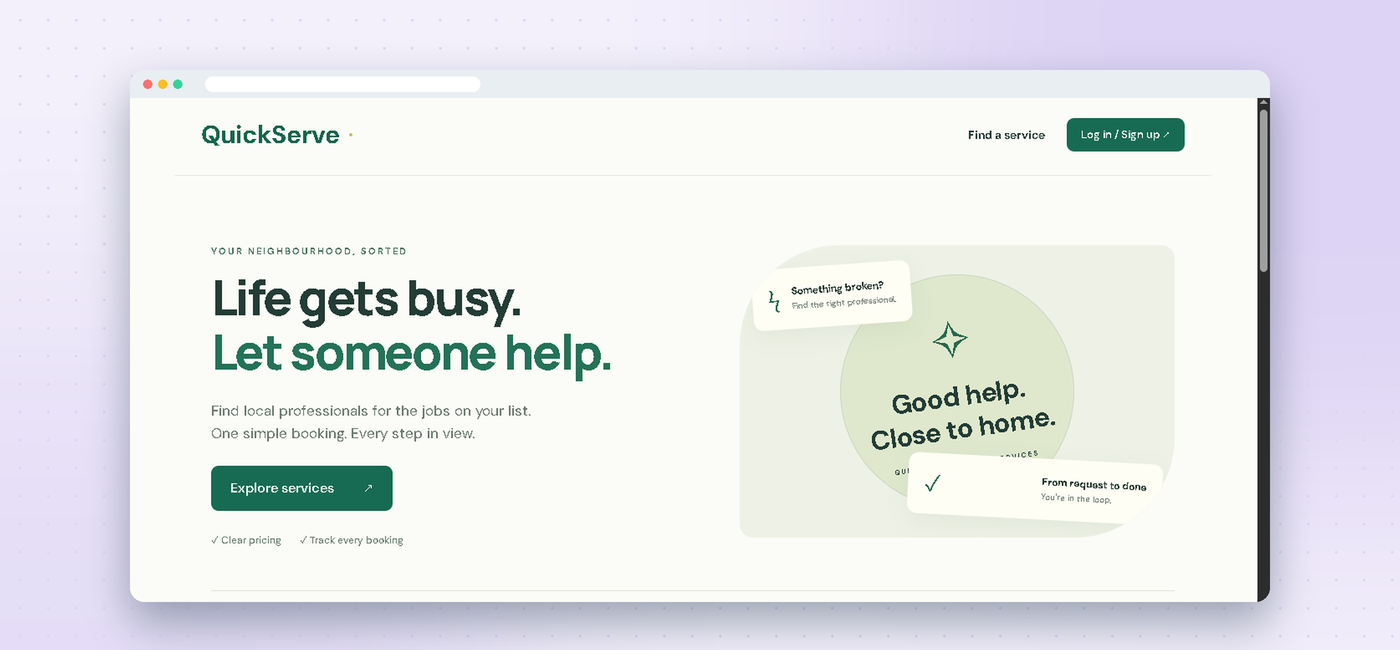 QuickServe
Find a service
Log in / Sign up ↗
YOUR NEIGHBOURHOOD, SORTED
Life gets busy.
Let someone help.
Find local professionals for the jobs on your list.
One simple booking. Every step in view.
Explore services ↗
✓ Clear pricing
✓ Track every booking
Something broken?
Find the right professional.
Good help.
Close to home.
✓
From request to done
You're in the loop.